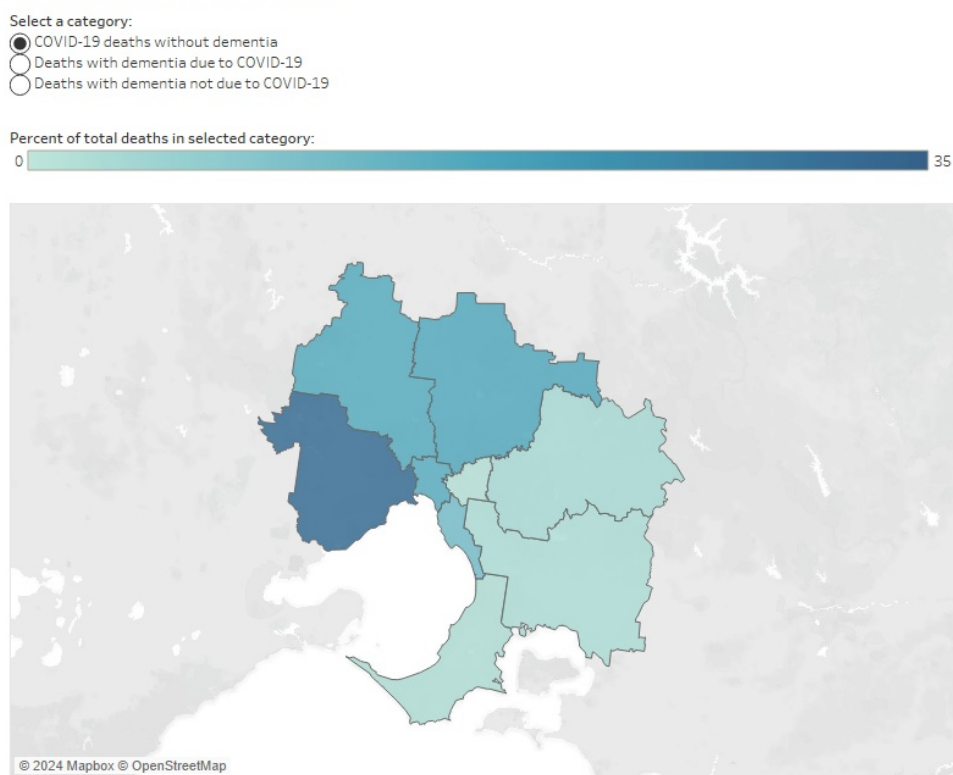 Select a category:
COVID-19 deaths without dementia
Deaths with dementia due to COVID-19
Deaths with dementia not due to COVID-19
Percent of total deaths in selected category:
0 35
© 2024 Mapbox © OpenStreetMap